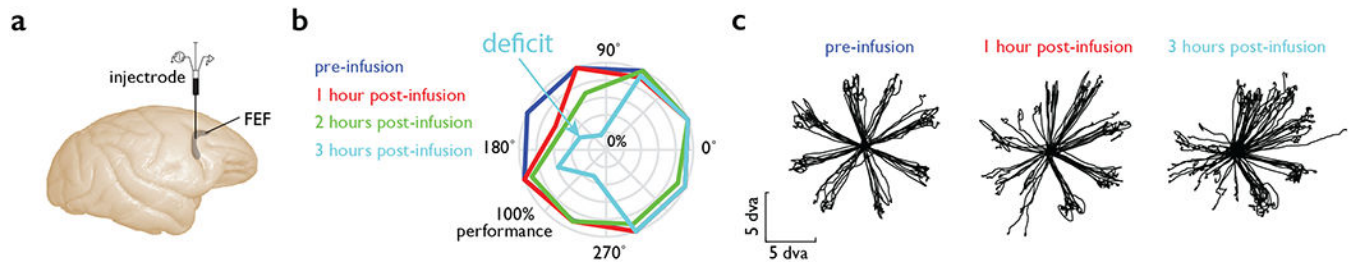 a
injectrode
FEF
b
deficit
pre-infusion
1 hour post-infusion
2 hours post-infusion
3 hours post-infusion
90°
180°
0%
0°
100%
performance
270°
c
pre-infusion
1 hour post-infusion
3 hours post-infusion
5 dva
5 dva